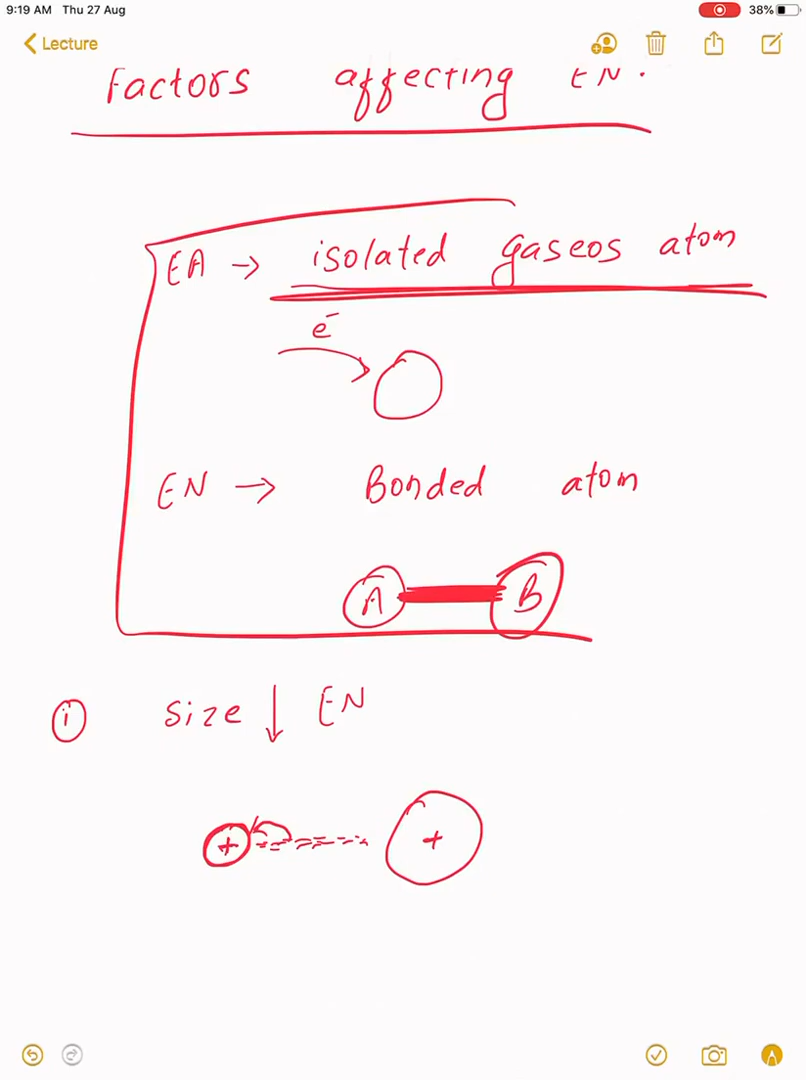 9:19 AM Thu 27 Aug
38%
Lecture
Factors affecting EN.
EA → isolated gaseos atom
e-
EN → Bonded atom
A B
i size ↓ EN
+ +